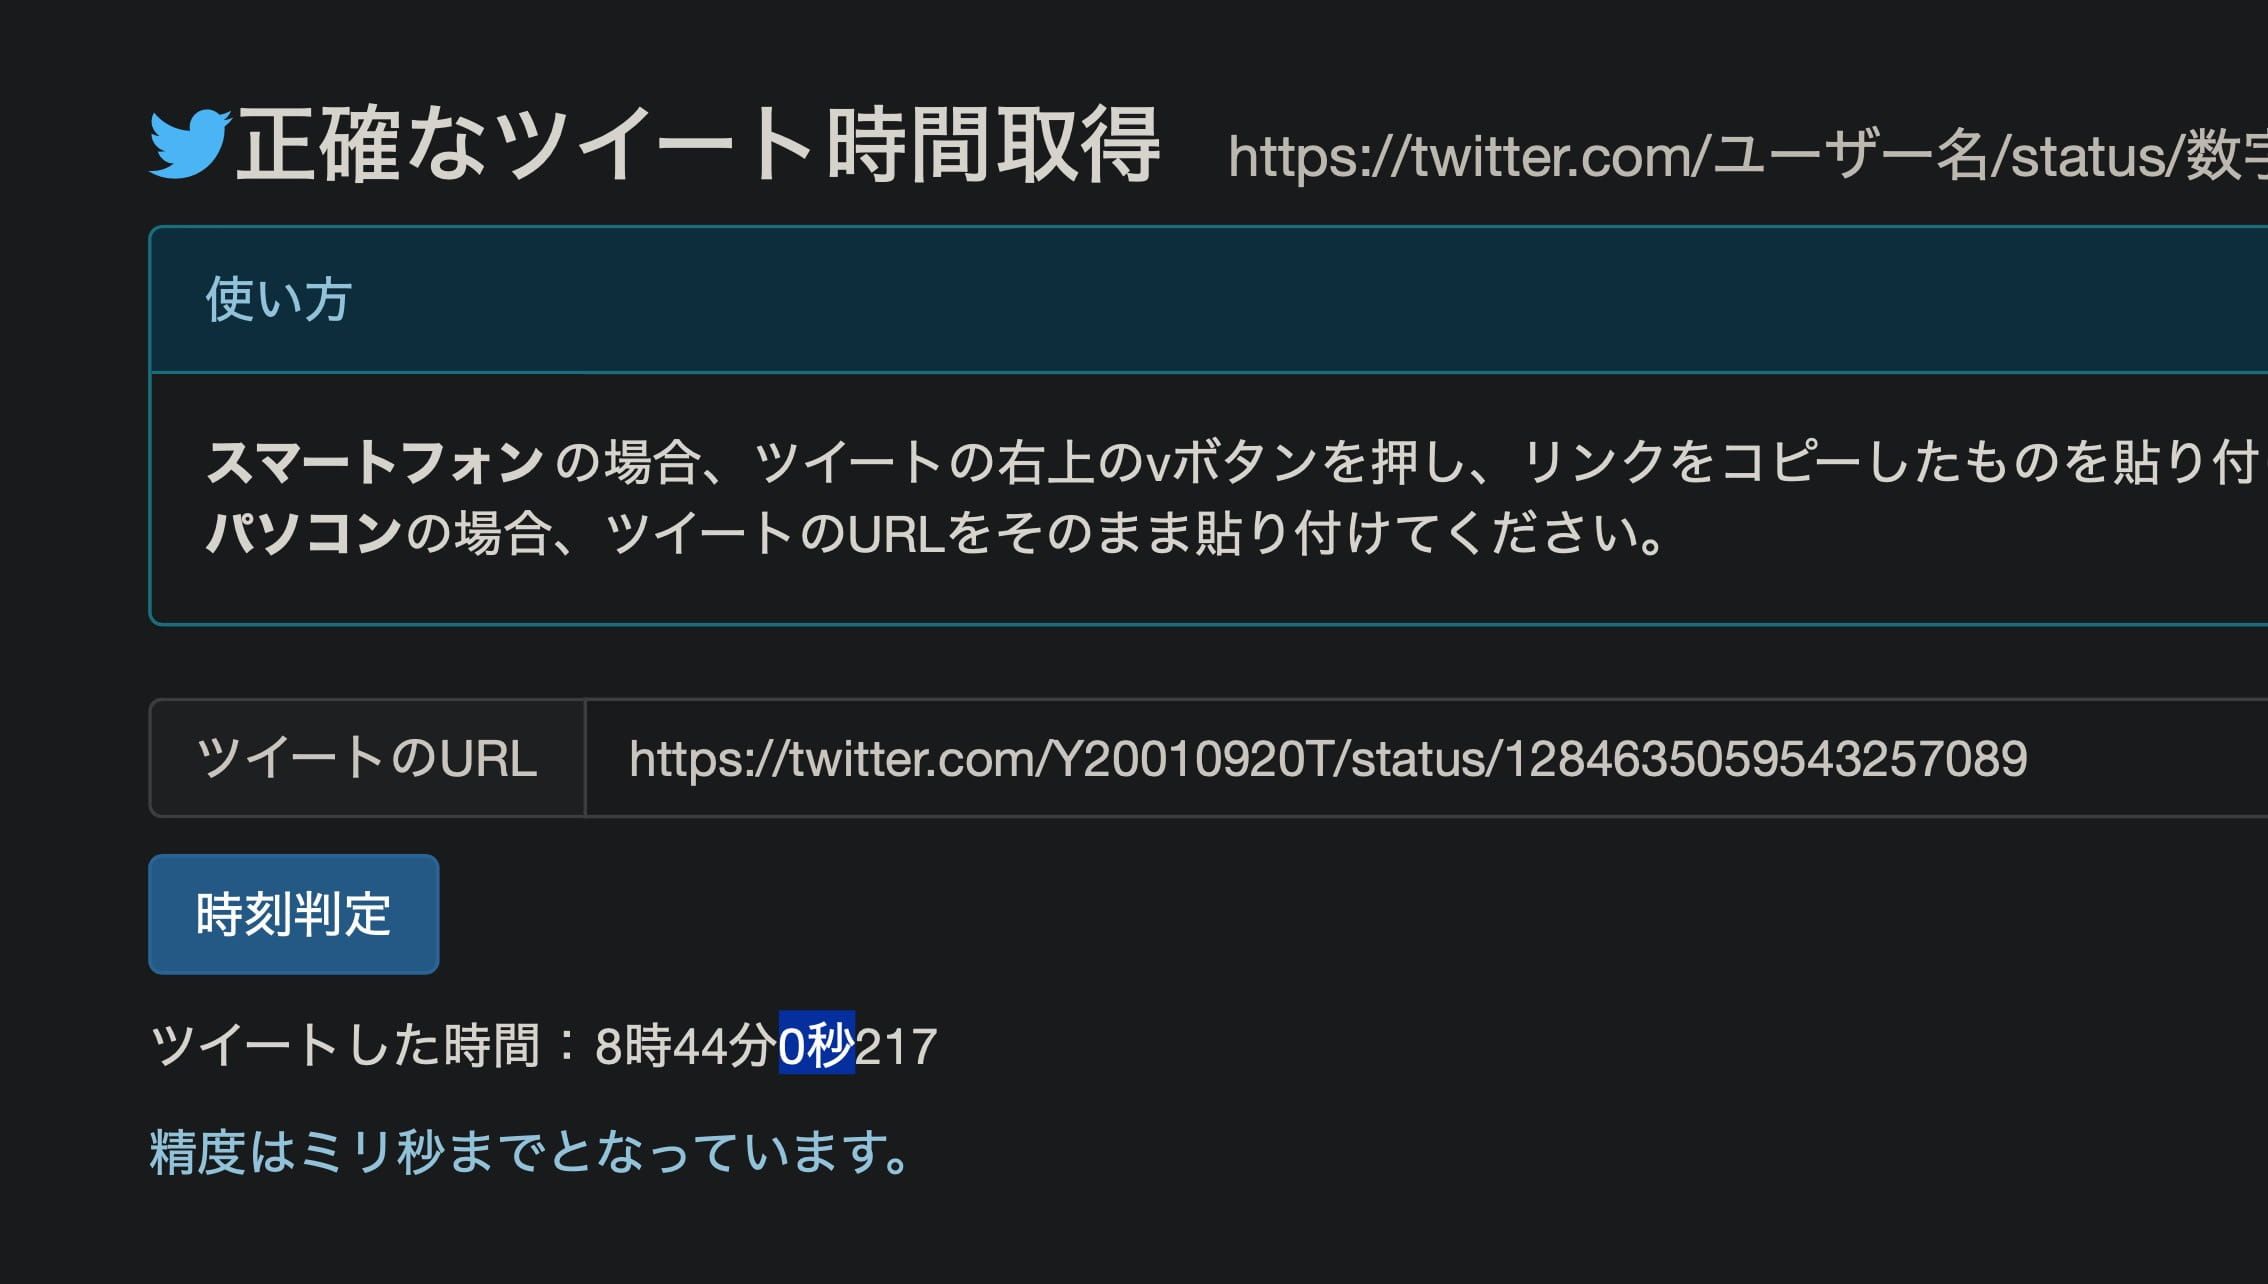 正確なツイート時間取得 https://twitter.com/ユーザー名/status/数字
使い方
スマートフォン の場合、ツイートの右上のvボタンを押し、リンクをコピーしたものを貼り付
パソコンの場合、ツイートのURLをそのまま貼り付けてください。
ツイートのURL https://twitter.com/Y20010920T/status/1284635059543257089
時刻判定
ツイートした時間：8時44分0秒217
精度はミリ秒までとなっています。